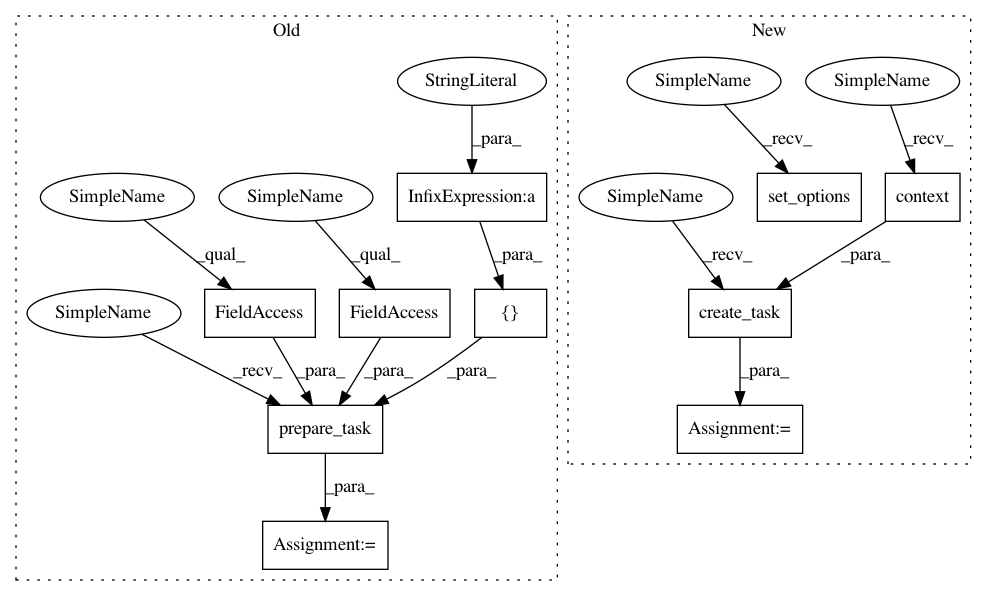 Old
New
StringLiteral
SimpleName
SimpleName
_para_
_recv_
_recv_
SimpleName
SimpleName
InfixExpression:a
SimpleName
set_options
context
_qual_
_qual_
_para_
_recv_
_para_
SimpleName
FieldAccess
FieldAccess
{}
create_task
_recv_
_para_
_para_
_para_
_para_
prepare_task
Assignment:=
_para_
Assignment:=